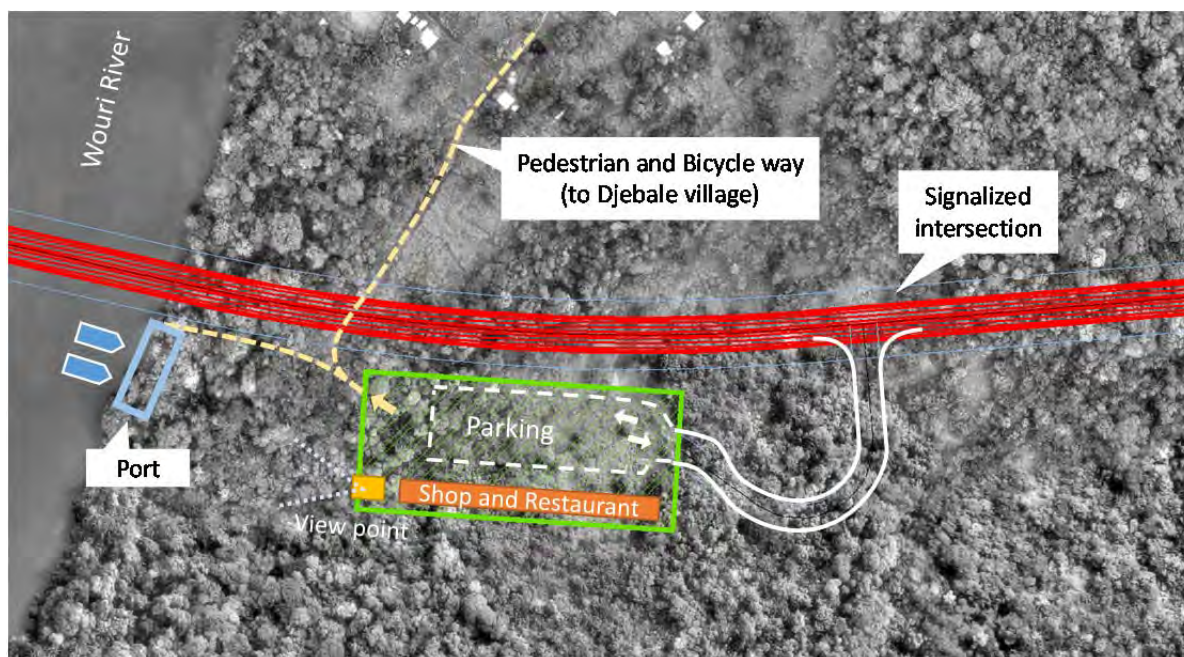 Wouri River
Pedestrian and Bicycle way
(to Djebale village)
Signalized
intersection
Parking
Port
Shop and Restaurant
View point